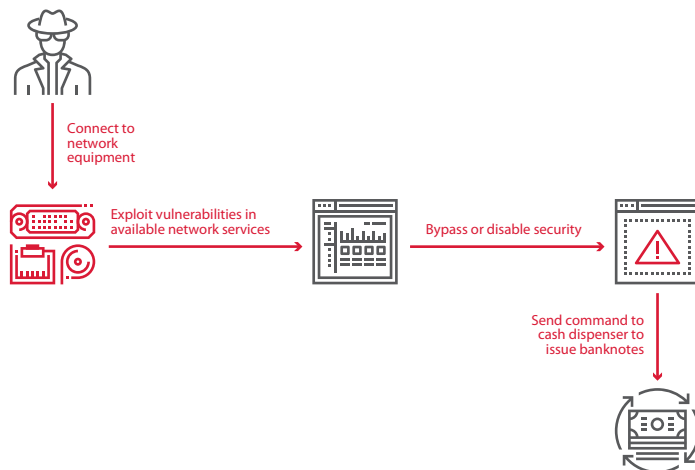 Connect to
network
equipment
Exploit vulnerabilities in
available network services
Bypass or disable security
Send command to
cash dispenser to
issue banknotes